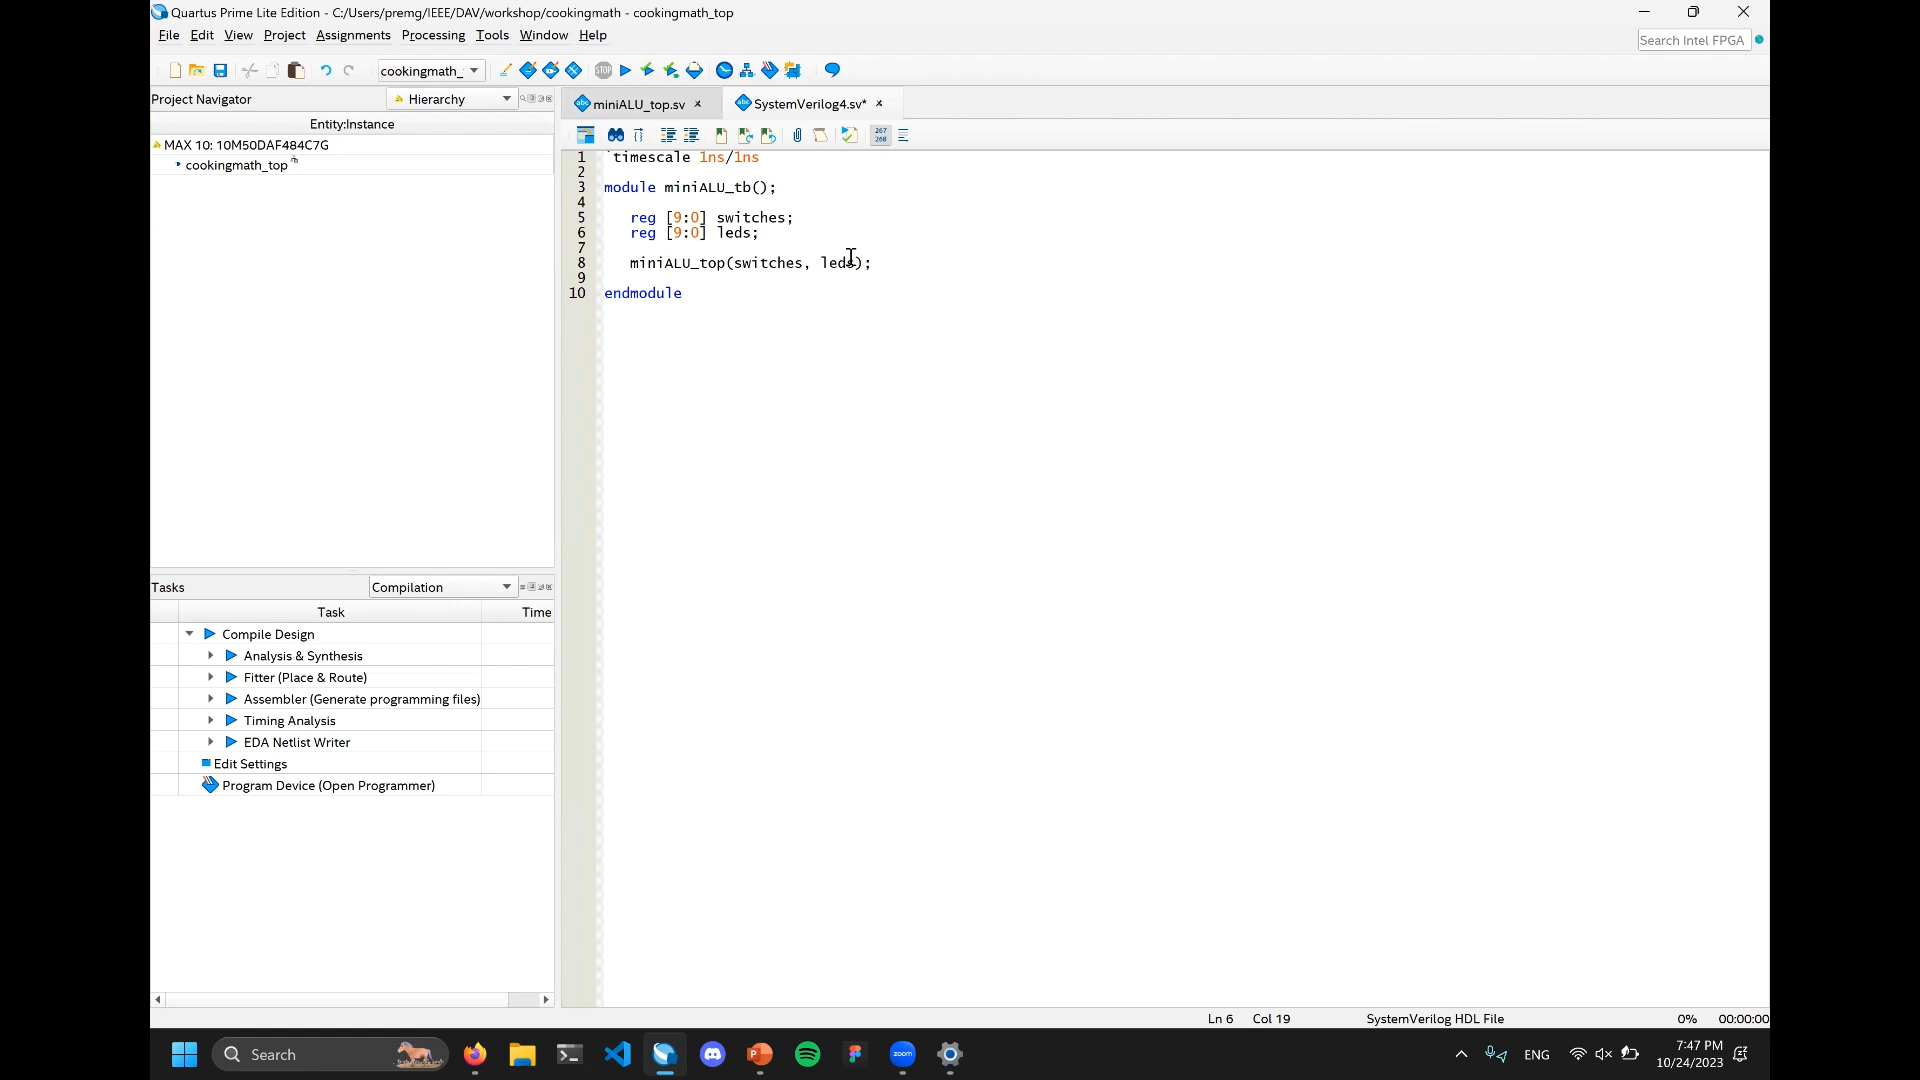 Quartus Prime Lite Edition - C:/Users/premg/IEEE/DAV/workshop/cookingmath - cookingmath_top
File Edit View Project Assignments Processing Tools Window Help
Search Intel FPGA
cookingmath_
Project Navigator
Hierarchy
Entity:Instance
MAX 10: 10M50DAF484C7G
cookingmath_top
miniALU_top.sv
SystemVerilog4.sv*
267
268
1 `timescale 1ns/1ns
2
3 module miniALU_tb();
4
5 reg [9:0] switches;
6 reg [9:0] leds;
7
8 miniALU_top(switches, leds);
9
10 endmodule
Tasks
Compilation
Task Time
Compile Design
Analysis & Synthesis
Fitter (Place & Route)
Assembler (Generate programming files)
Timing Analysis
EDA Netlist Writer
Edit Settings
Program Device (Open Programmer)
Ln 6 Col 19 SystemVerilog HDL File 0% 00:00:00
Search
zoom
ENG
7:47 PM
10/24/2023